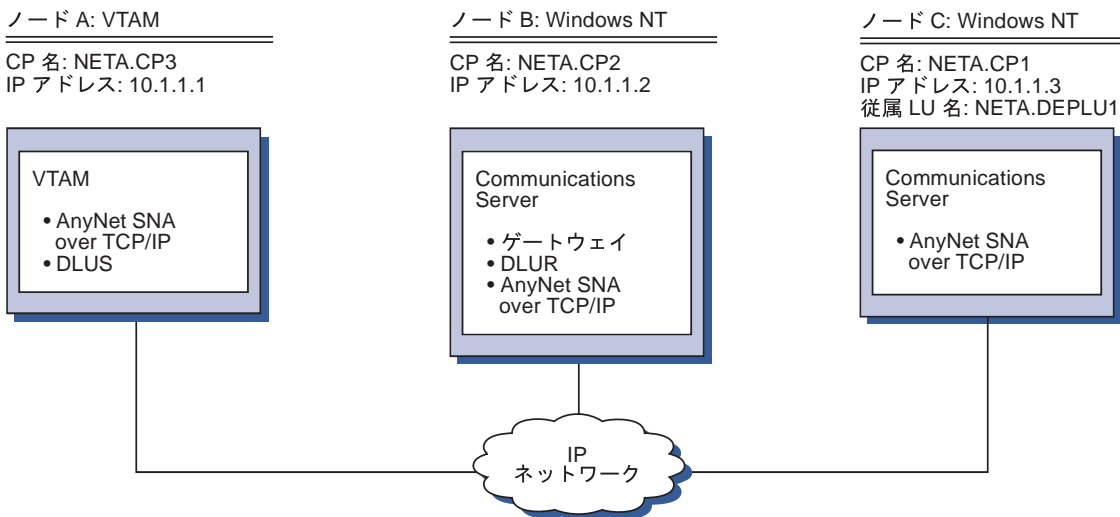 ノード A: VTAM
CP 名: NETA.CP3
IP アドレス: 10.1.1.1
VTAM
• AnyNet SNA
over TCP/IP
• DLUS
ノード B: Windows NT
CP 名: NETA.CP2
IP アドレス: 10.1.1.2
Communications
Server
• ゲートウェイ
• DLUR
• AnyNet SNA
over TCP/IP
ノード C: Windows NT
CP 名: NETA.CP1
IP アドレス: 10.1.1.3
従属 LU 名: NETA.DEPLU1
Communications
Server
• AnyNet SNA
over TCP/IP
IP
ネットワーク